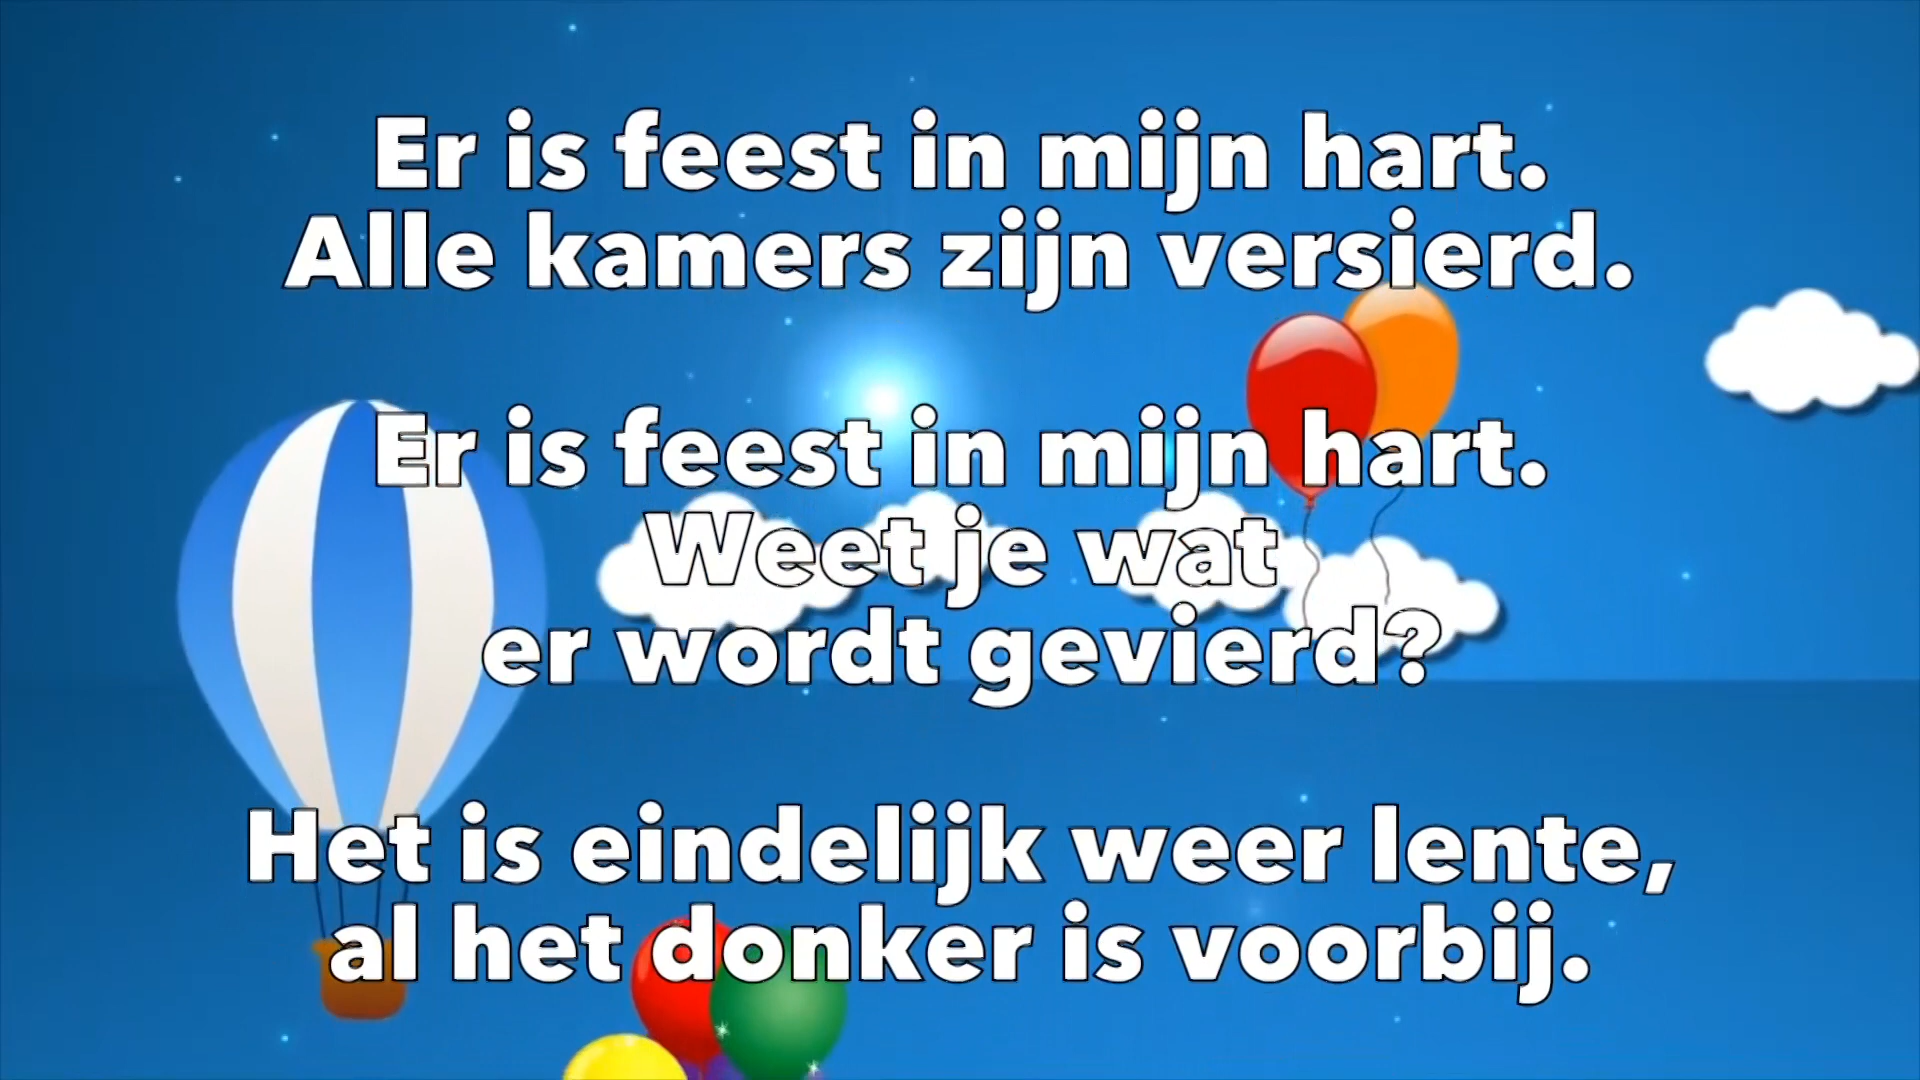 Er is feest in mijn hart.
Alle kamers zijn versierd.
Er is feest in mijn hart.
Weet je wat
er wordt gevierd?
Het is eindelijk weer lente,
al het donker is voorbij.